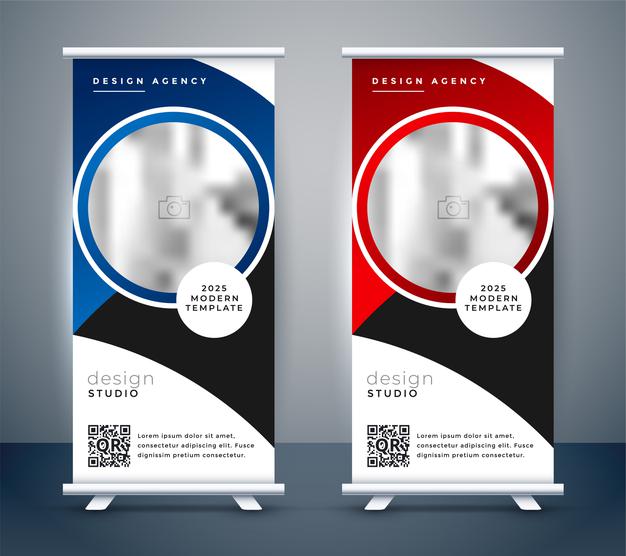 DESIGN AGENCY
2025
MODERN
TEMPLATE
design
STUDIO
QR
Lorem ipsum dolor sit amet,
consectetur adipiscing fusce
dignissim pretium consectetur.
DESIGN AGENCY
2025
MODERN
TEMPLATE
design
STUDIO
QR
Lorem ipsum dolor sit amet,
consectetur adipiscing fusce
dignissim pretium consectetur.